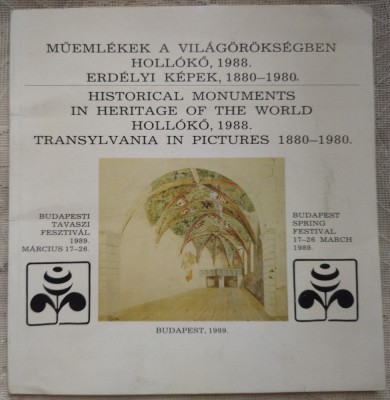 MŰEMLÉKEK A VILÁGÖRÖKSÉGBEN
HOLLÓKŐ, 1988.
ERDÉLYI KÉPEK, 1880–1980.
HISTORICAL MONUMENTS
IN HERITAGE OF THE WORLD
HOLLÓKŐ, 1988.
TRANSYLVANIA IN PICTURES 1880–1980.
BUDAPESTI
TAVASZI
FESZTIVÁL
1989.
MÁRCIUS 17–26.
BUDAPEST
SPRING
FESTIVAL
17–26 MARCH
1989.
BUDAPEST, 1989.